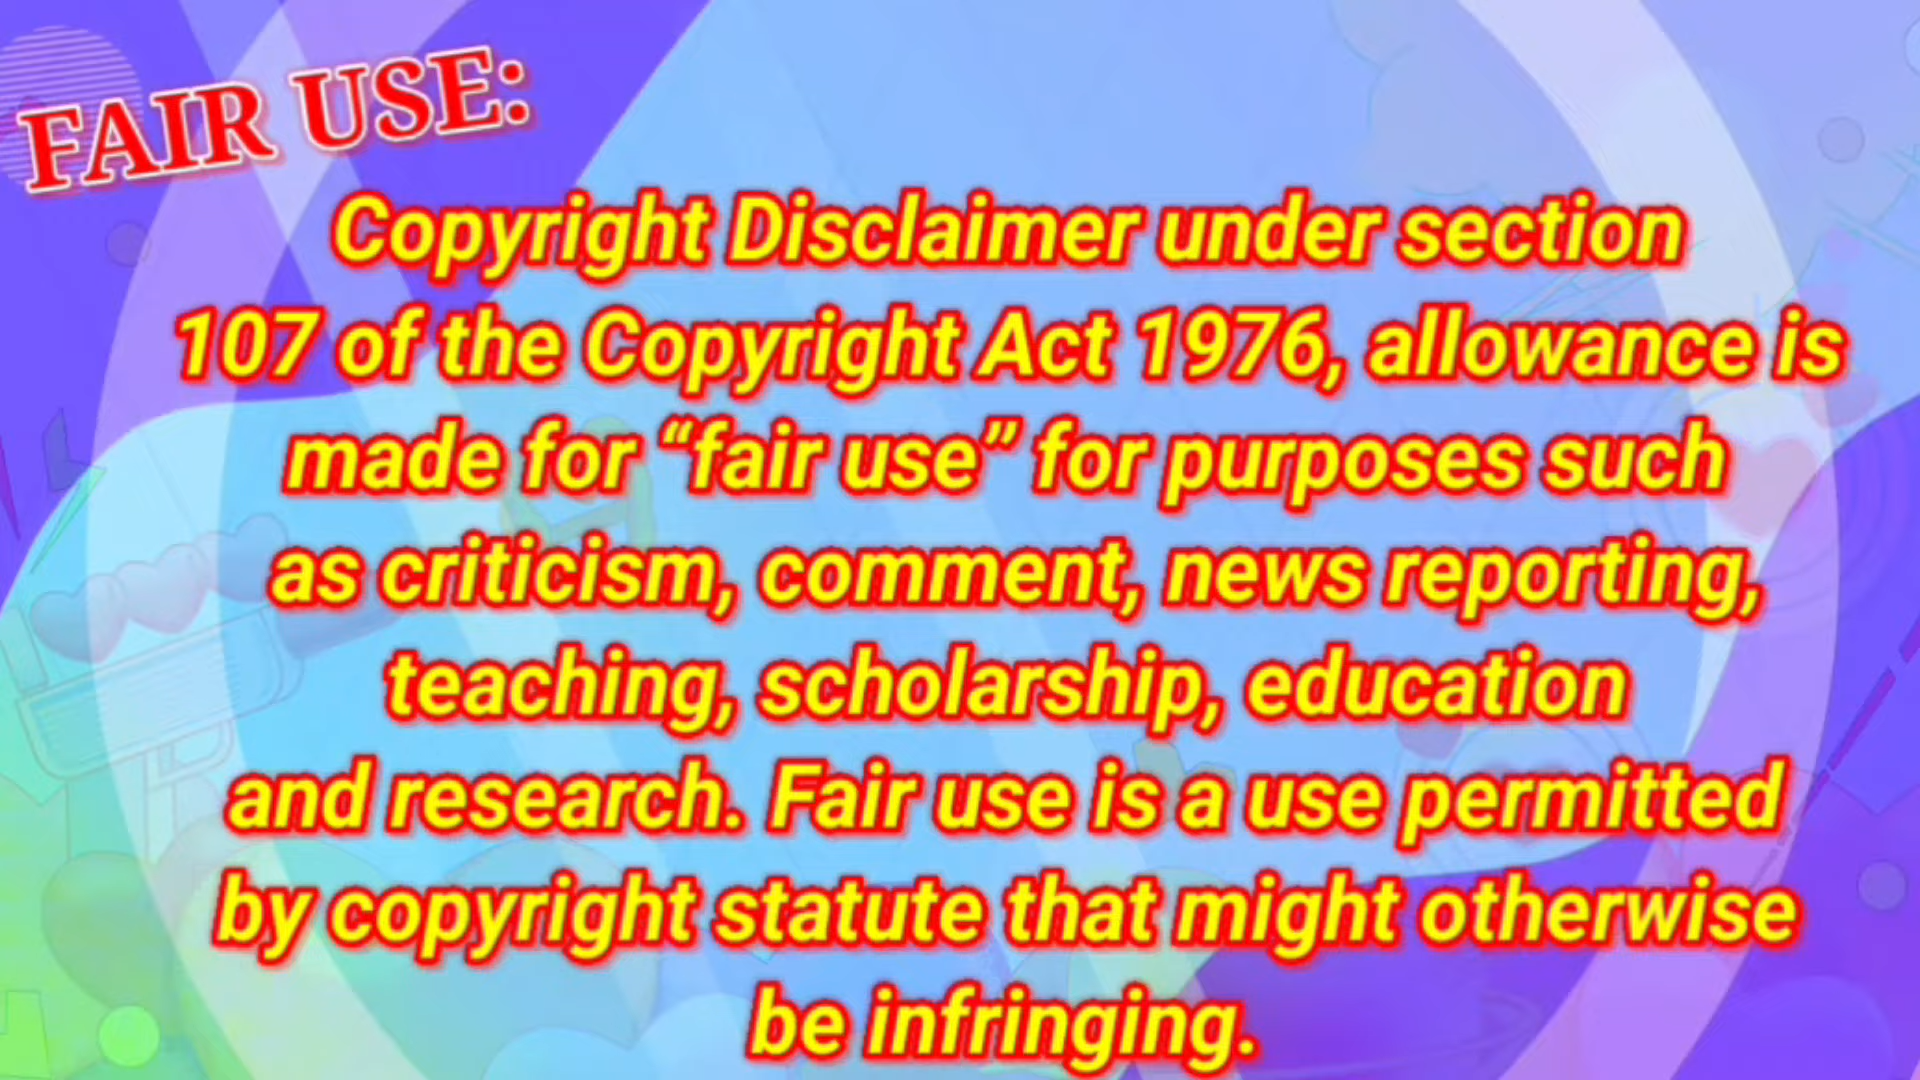 FAIR USE:
Copyright Disclaimer under section
107 of the Copyright Act 1976, allowance is
made for “fair use” for purposes such
as criticism, comment, news reporting,
teaching, scholarship, education
and research. Fair use is a use permitted
by copyright statute that might otherwise
be infringing.